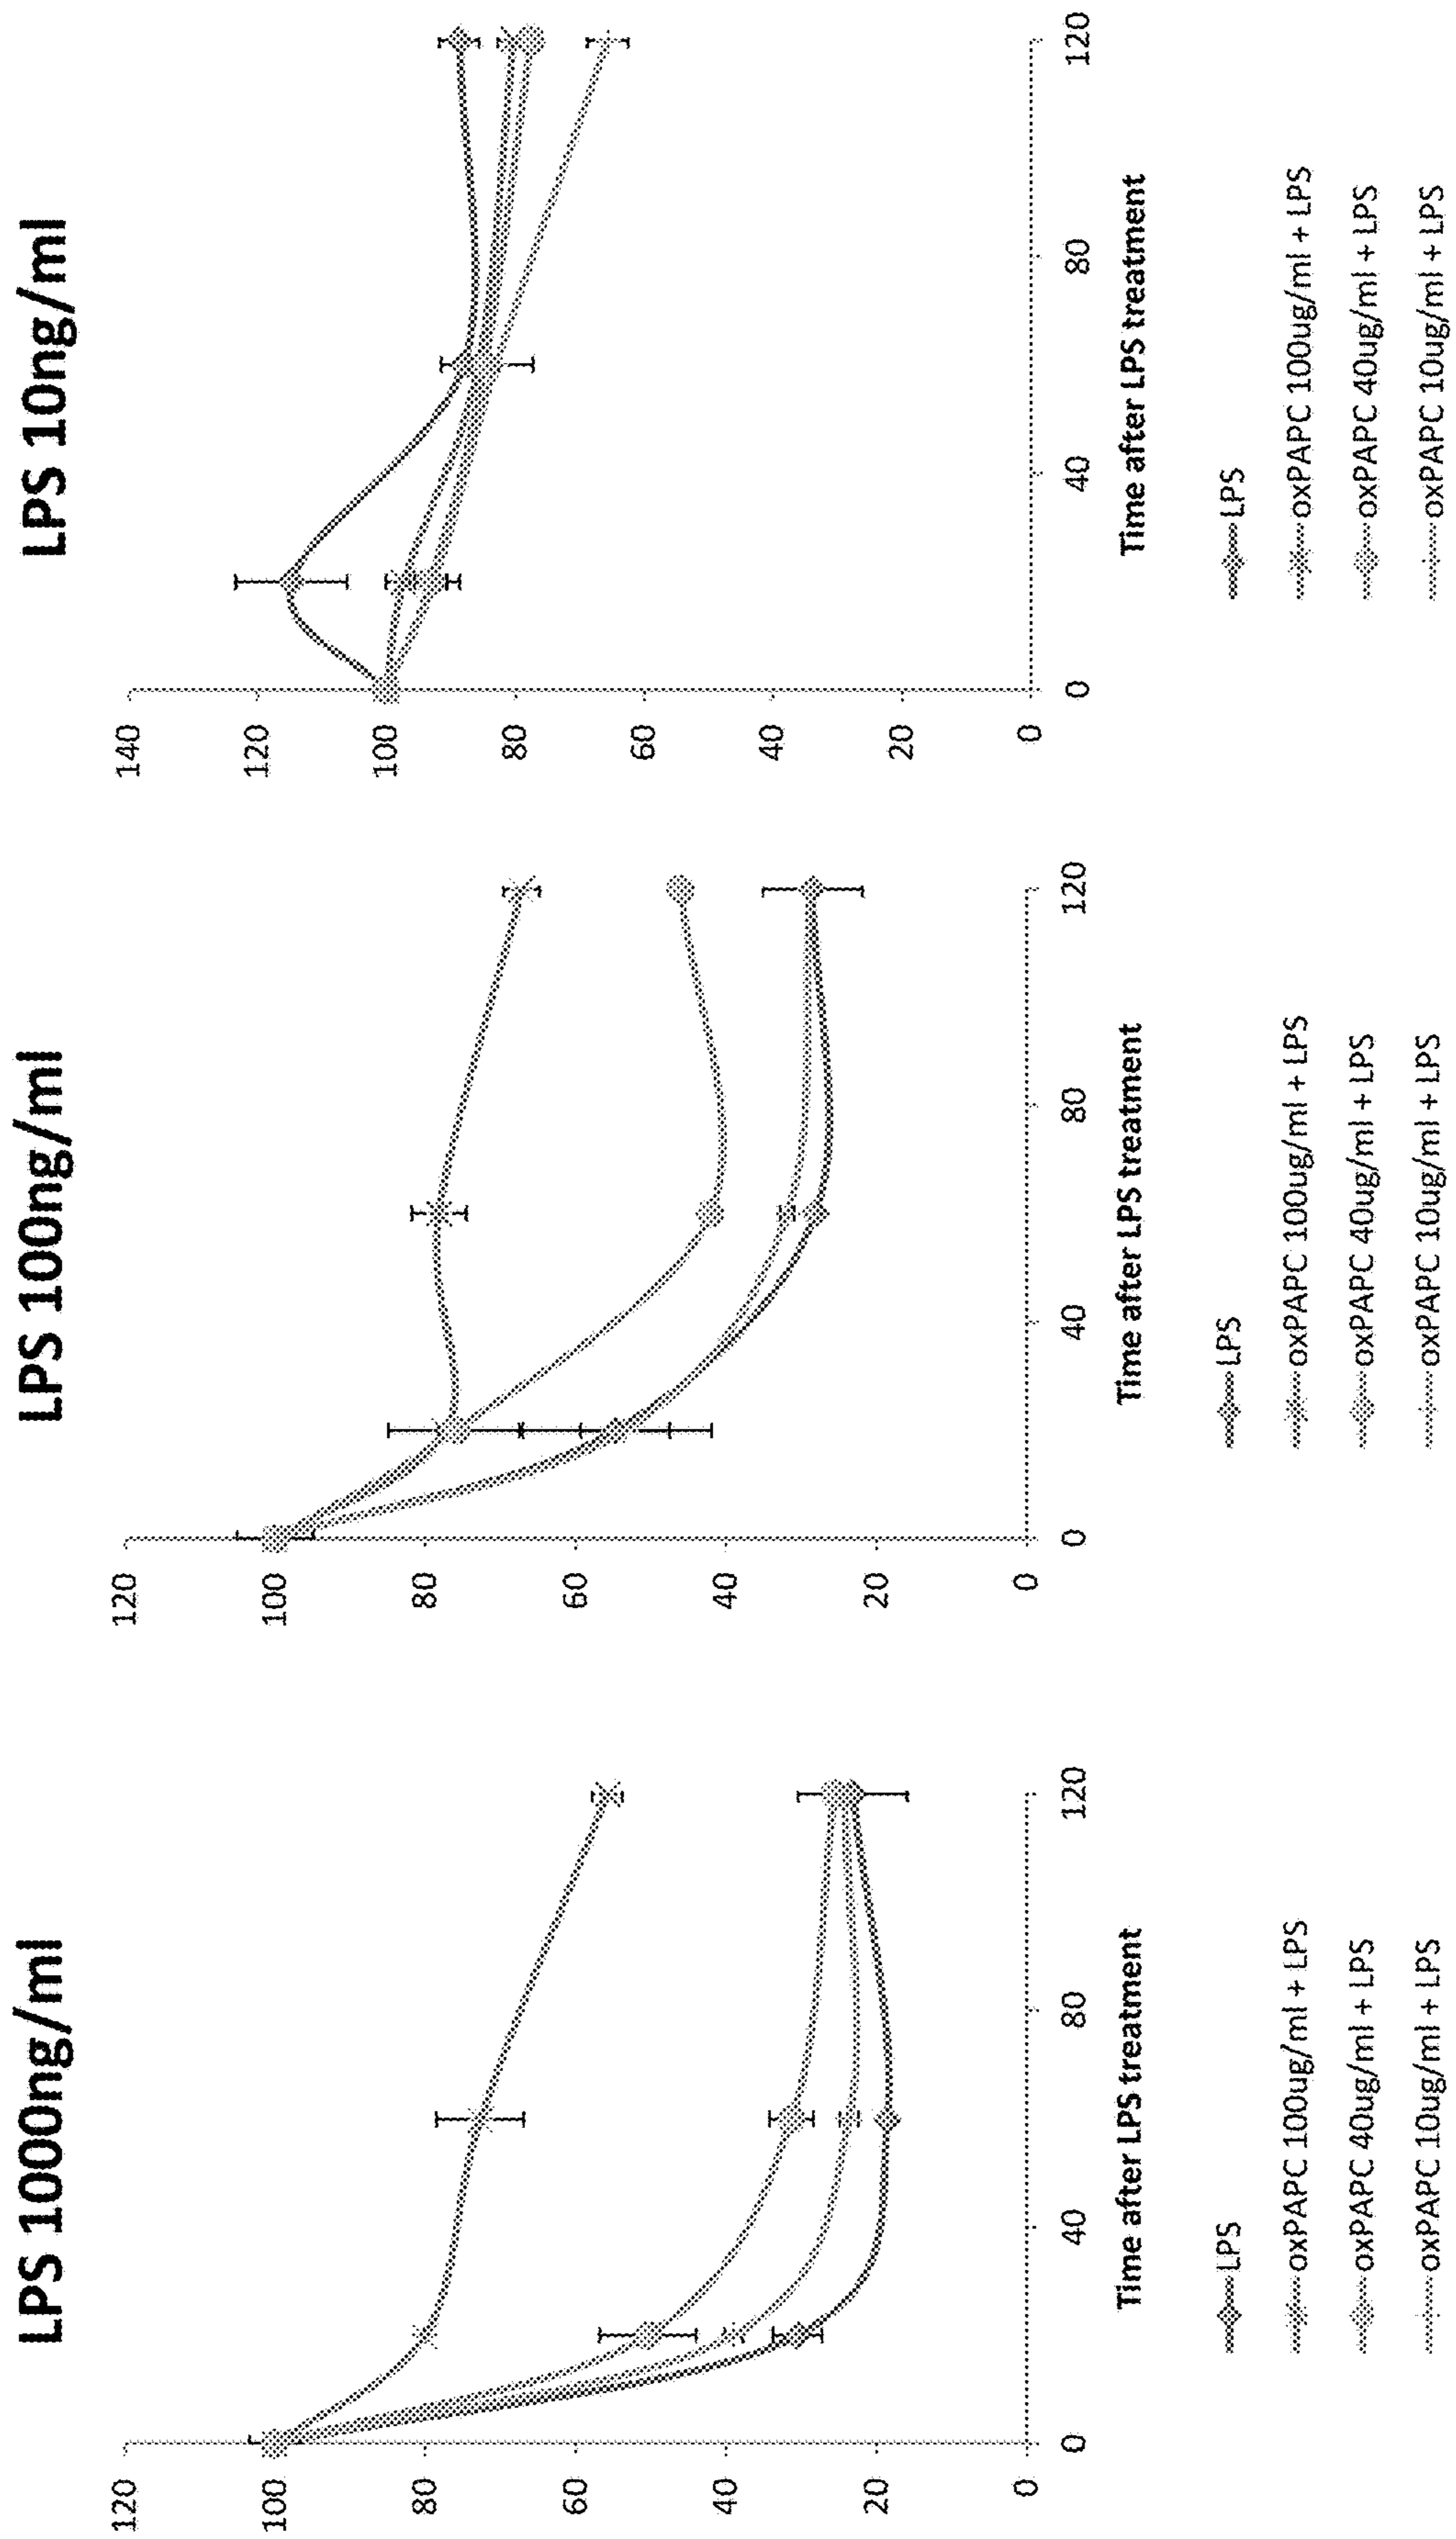 LPS 1000ng/ml
120
100
80
60
40
20
0
0
40
80
120
Time after LPS treatment
LPS
oxPAPC 100ug/ml + LPS
oxPAPC 40ug/ml + LPS
oxPAPC 10ug/ml + LPS
LPS 100ng/ml
120
100
80
60
40
20
0
0
40
80
120
Time after LPS treatment
LPS
oxPAPC 100ug/ml + LPS
oxPAPC 40ug/ml + LPS
oxPAPC 10ug/ml + LPS
LPS 10ng/ml
140
120
100
80
60
40
20
0
0
40
80
120
Time after LPS treatment
LPS
oxPAPC 100ug/ml + LPS
oxPAPC 40ug/ml + LPS
oxPAPC 10ug/ml + LPS